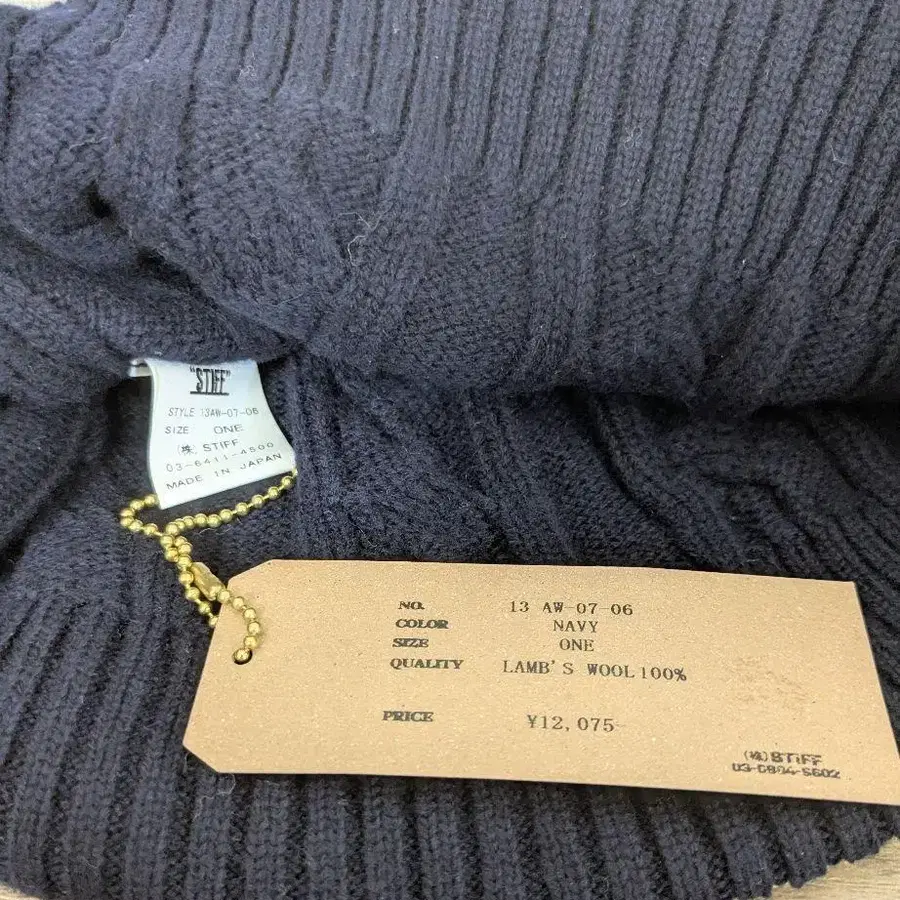 "STIFF"
STYLE 13AW-07-06
SIZE ONE
(株) STIFF
03-6411-4500
MADE IN JAPAN
NO. 13 AW-07-06
COLOR NAVY
SIZE ONE
QUALITY LAMB'S WOOL100%
PRICE ¥12,075-
(株)STIFF